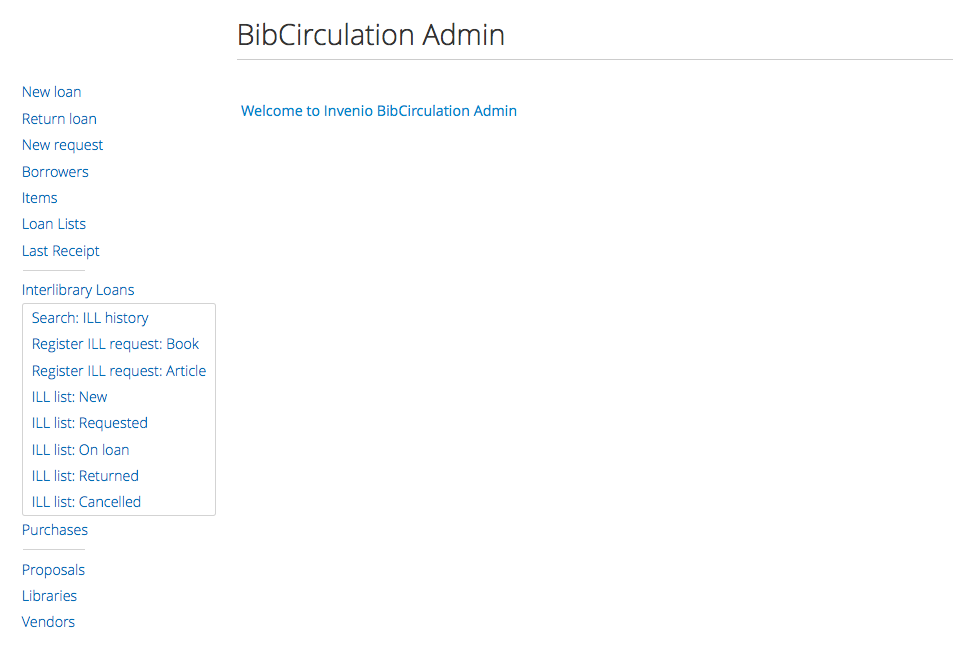 BibCirculation Admin
New loan
Welcome to Invenio BibCirculation Admin
Return loan
New request
Borrowers
Items
Loan Lists
Last Receipt
Interlibrary Loans
Search: ILL history
Register ILL request: Book
Register ILL request: Article
ILL list: New
ILL list: Requested
ILL list: On loan
ILL list: Returned
ILL list: Cancelled
Purchases
Proposals
Libraries
Vendors